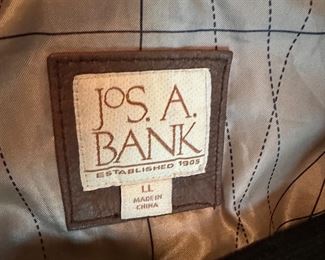 JoS. A.
BANK
ESTABLISHED 1905
LL
MADE IN
CHINA